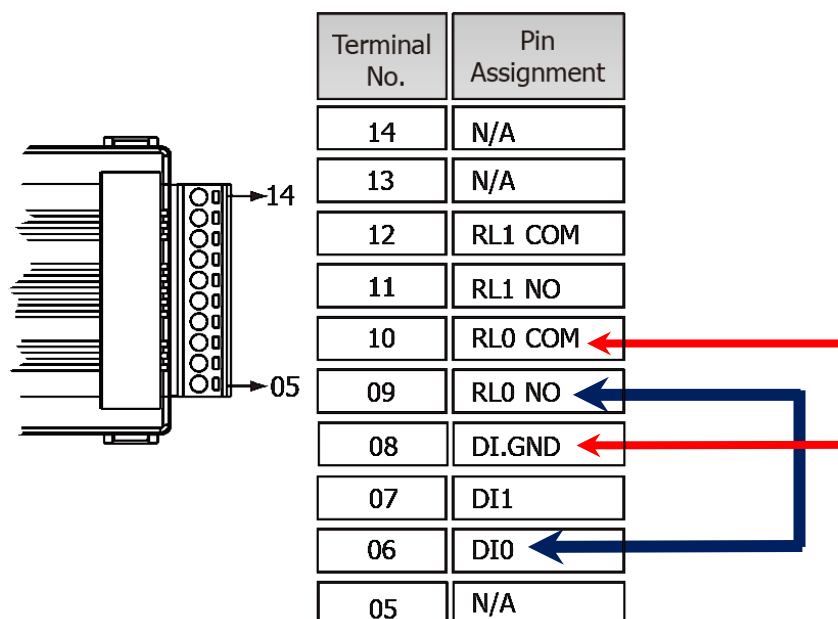 Terminal No.
Pin Assignment
14 N/A
13 N/A
12 RL1 COM
11 RL1 NO
10 RL0 COM
09 RL0 NO
08 DI.GND
07 DI1
06 DI0
05 N/A
14
05